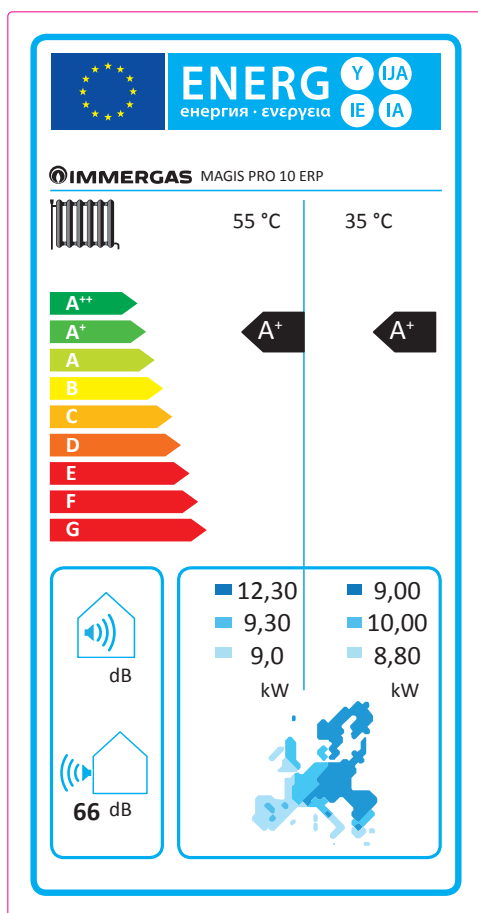 ENERG Y IJA
енергия · ενεργεια IE IA
IMMERGAS MAGIS PRO 10 ERP
55 °C 35 °C
A++
A+ A+ A+
A
B
C
D
E
F
G
12,30 9,00
9,30 10,00
9,0 8,80
kW kW
dB
66 dB